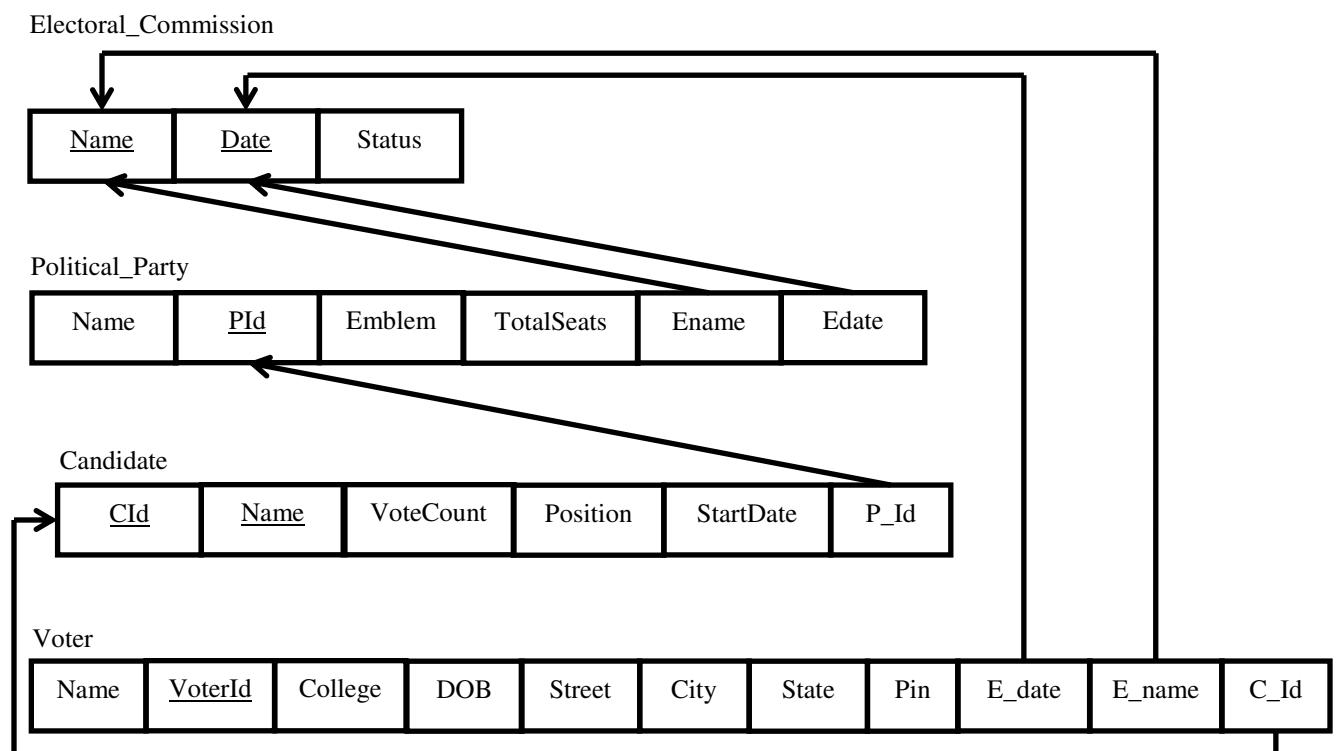 Electoral_Commission
Name Date Status
Political_Party
Name PId Emblem TotalSeats Ename Edate
Candidate
CId Name VoteCount Position StartDate P_Id
Voter
Name VoterId College DOB Street City State Pin E_date E_name C_Id